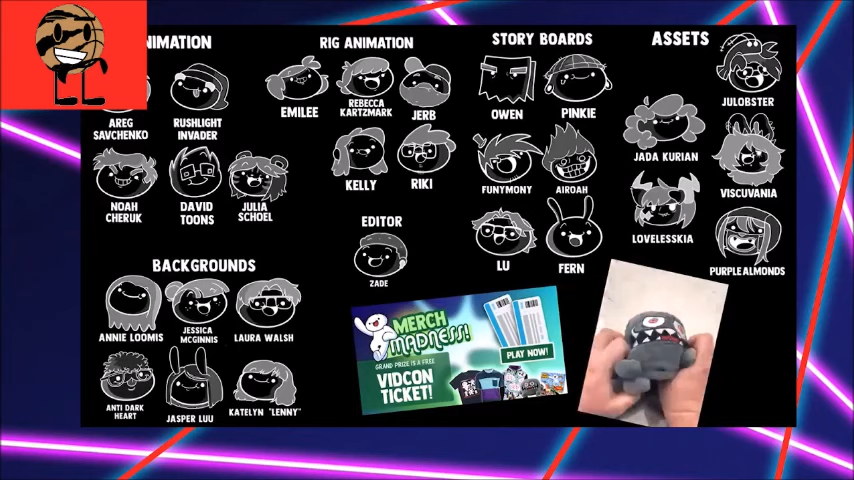 NIMATION
AREG
SAVCHENKO
RUSHLIGHT
INVADER
NOAH
CHERUK
DAVID
TOONS
JULIA
SCHOEL
RIG ANIMATION
EMILEE
REBECCA
KARTZMARK
JERB
KELLY
RIKI
EDITOR
ZADE
STORY BOARDS
OWEN
PINKIE
FUNYMONY
AIROAH
LU
FERN
ASSETS
JULOBSTER
JADA KURIAN
VISCUVANIA
LOVELESSKIA
PURPLE ALMONDS
BACKGROUNDS
ANNIE LOOMIS
JESSICA
MCGINNIS
LAURA WALSH
ANTI DARK
HEART
JASPER LUU
KATELYN "LENNY"
MERCH
MADNESS!
GRAND PRIZE IS A FREE
VIDCON
TICKET!
PLAY NOW!